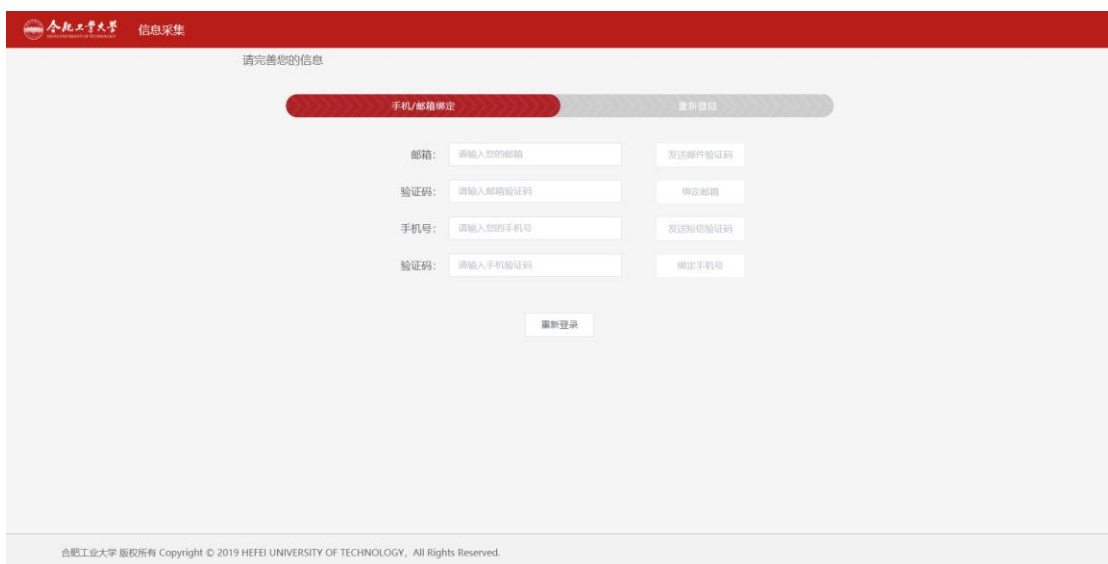 合肥工业大学 信息采集
HEFEI UNIVERSITY OF TECHNOLOGY
请完善您的信息
手机/邮箱绑定 重新登陆
邮箱: 请输入您的邮箱 发送邮件验证码
验证码: 请输入邮箱验证码 绑定邮箱
手机号: 请输入您的手机号 发送短信验证码
验证码: 请输入手机验证码 绑定手机号
重新登录
合肥工业大学 版权所有 Copyright © 2019 HEFEI UNIVERSITY OF TECHNOLOGY, All Rights Reserved.